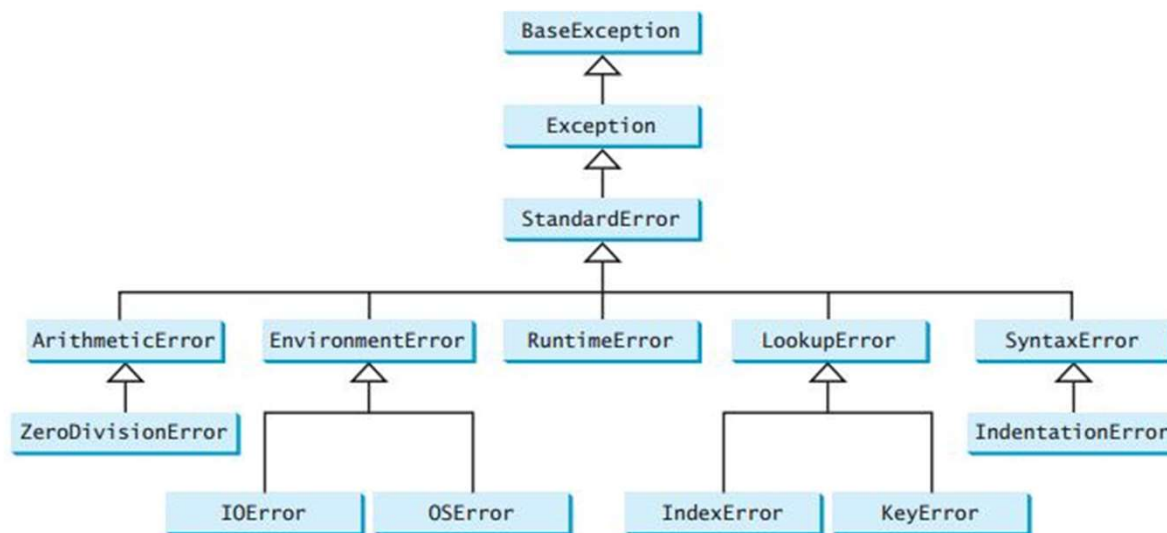 BaseException
Exception
StandardError
ArithmeticError
EnvironmentError
RuntimeError
LookupError
SyntaxError
ZeroDivisionError
IndentationError
IOError
OSError
IndexError
KeyError